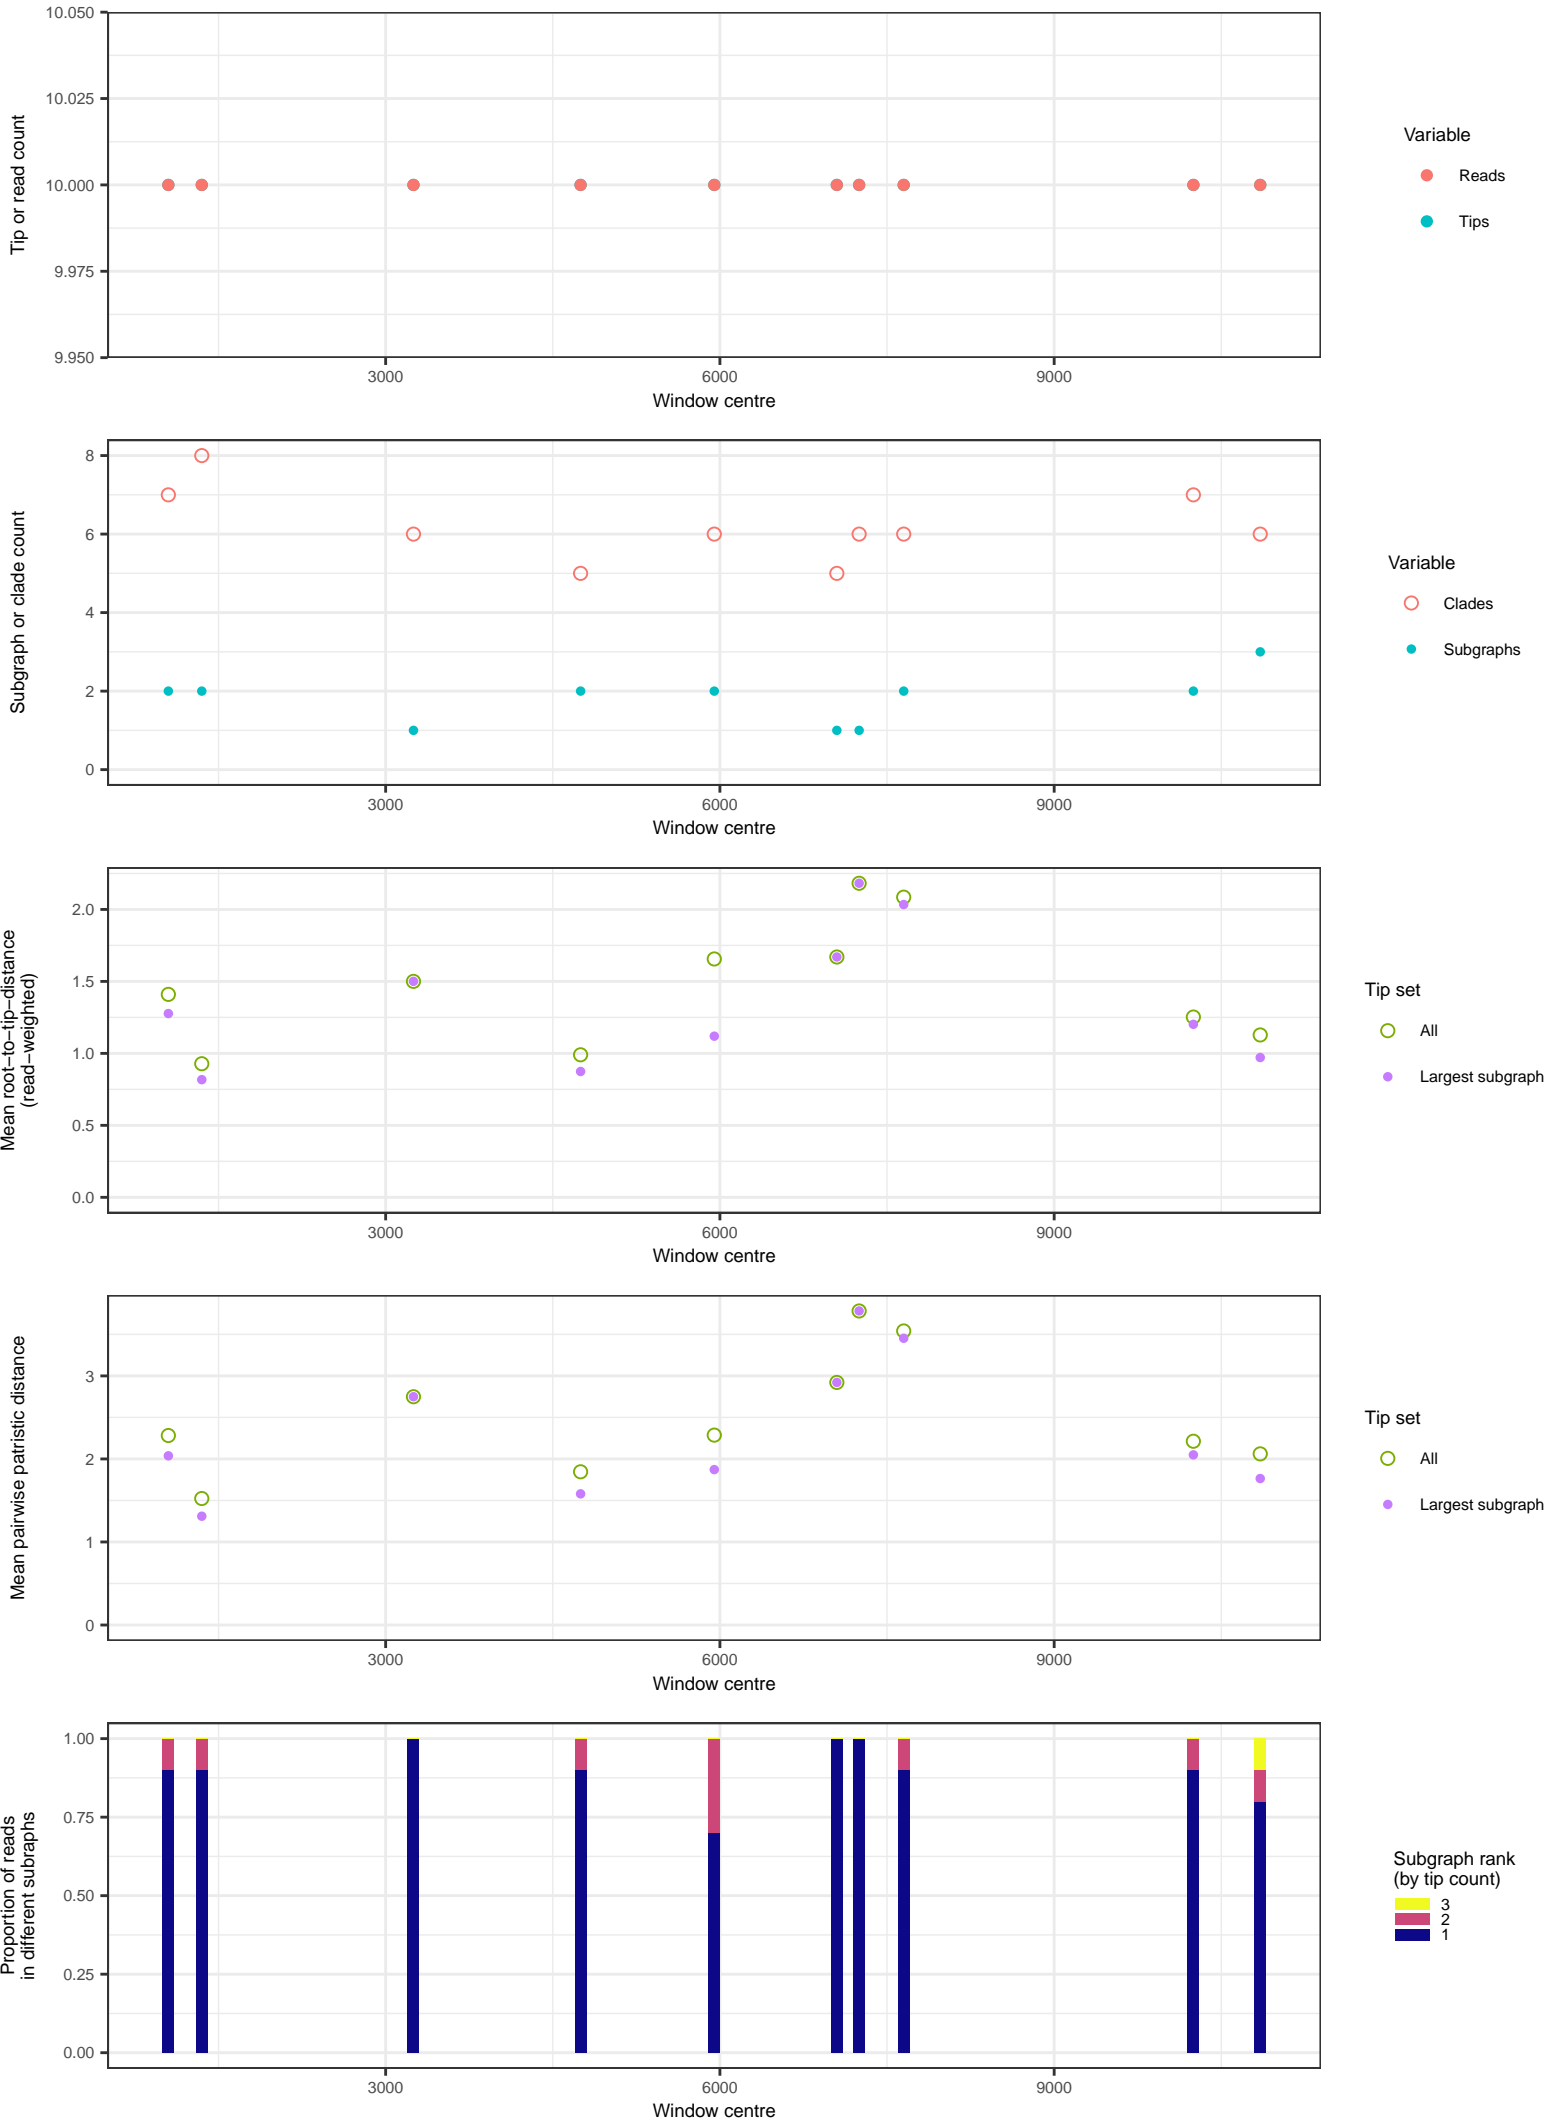 10.050
10.025
10.000
9.975
9.950
Tip or read count
3000
6000
9000
Window centre
Variable
Reads
Tips
8
6
4
2
0
Subgraph or clade count
3000
6000
9000
Window centre
Variable
Clades
Subgraphs
2.0
1.5
1.0
0.5
0.0
Mean root−to−tip−distance
(read−weighted)
3000
6000
9000
Window centre
Tip set
All
Largest subgraph
3
2
1
0
Mean pairwise patristic distance
3000
6000
9000
Window centre
Tip set
All
Largest subgraph
1.00
0.75
0.50
0.25
0.00
Proportion of reads
in different subraphs
3000
6000
9000
Window centre
Subgraph rank
(by tip count)
3
2
1